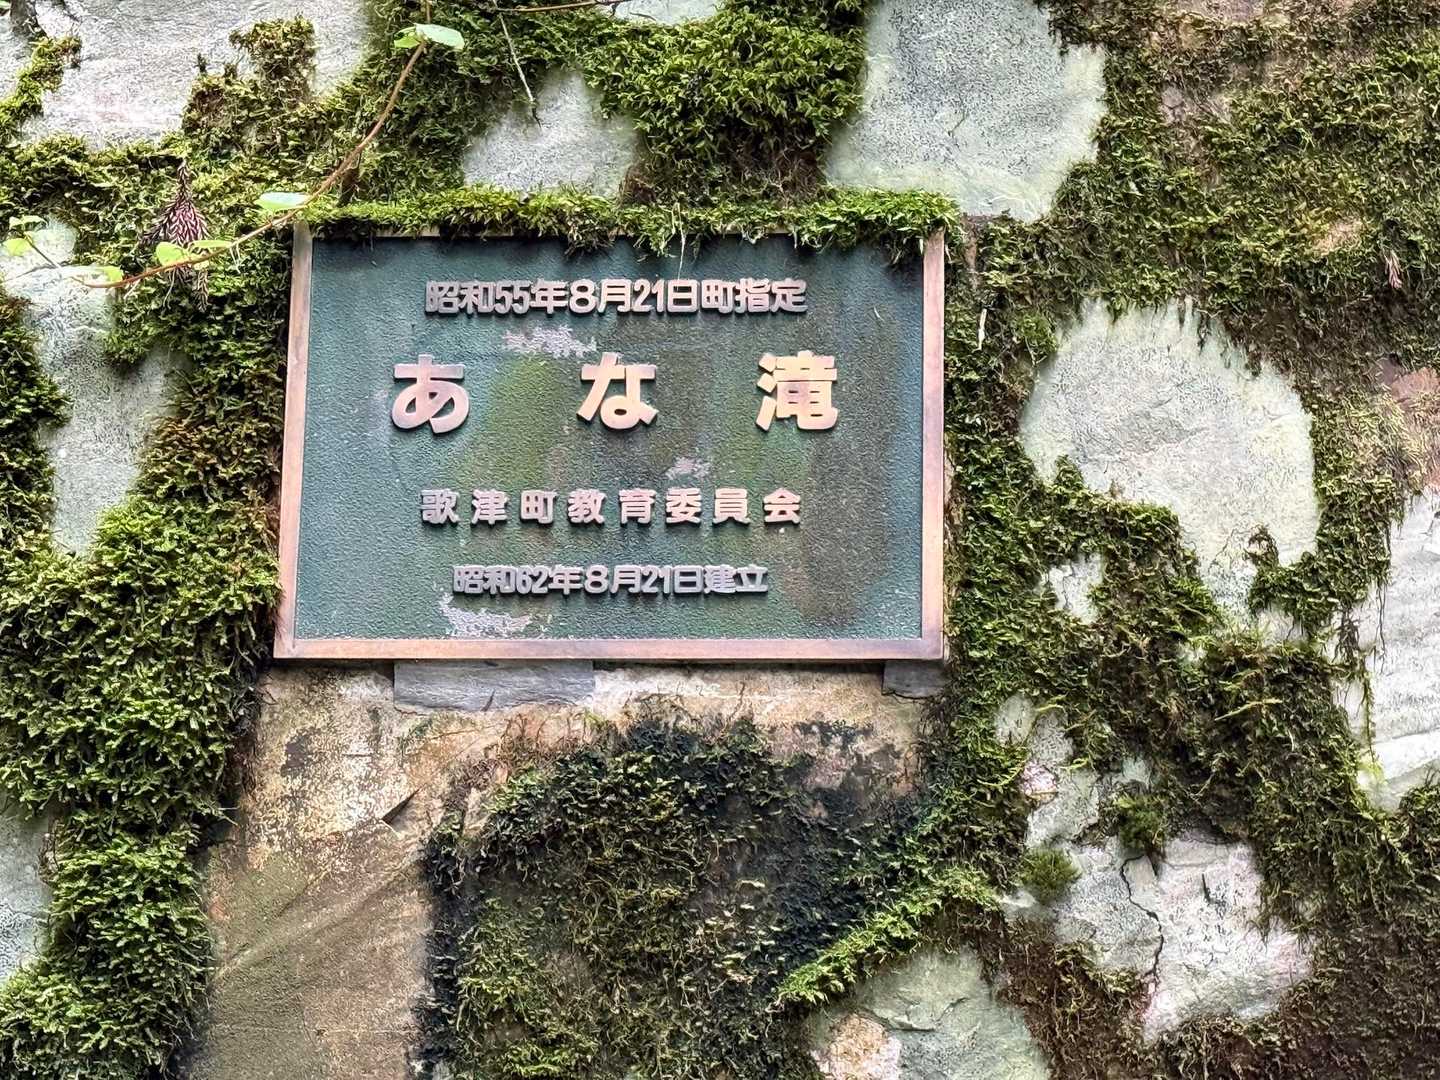 昭和55年8月21日町指定
あな滝
歌津町教育委員会
昭和62年8月21日建立